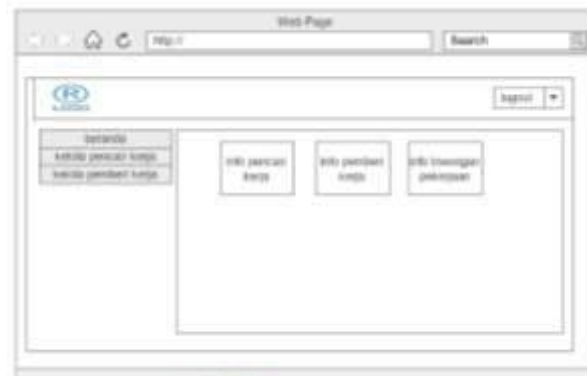 Web Page
http://
Search
LOGO
logout
beranda
kelola pencari kerja
kelola pemberi kerja
info pencari
kerja
info pemberi
kerja
info lowongan
pekerjaan